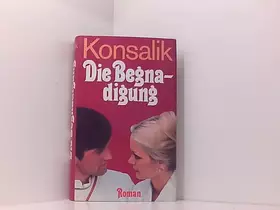 Konsalik
Die Begna-
digung
Roman